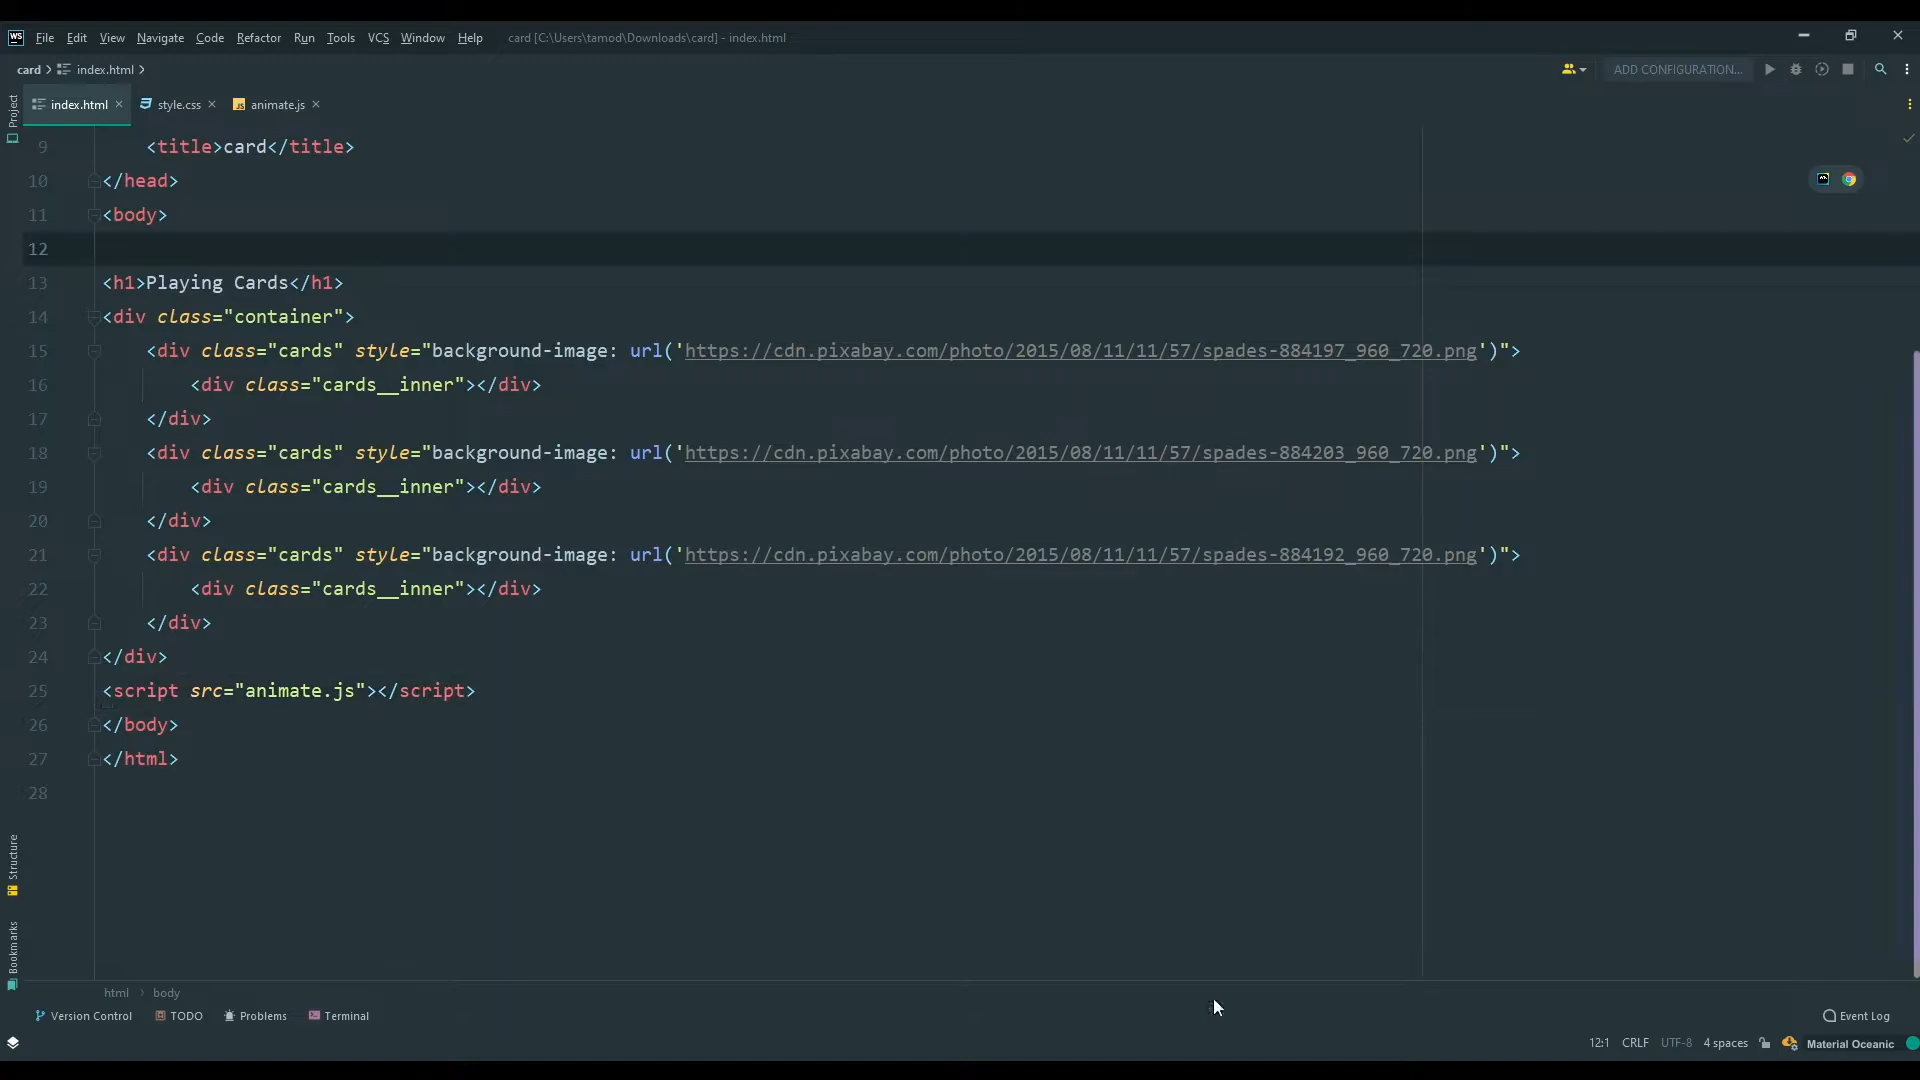 WS File Edit View Navigate Code Refactor Run Tools VCS Window Help card [C:\Users\tamod\Downloads\card] - index.html
card index.html ADD CONFIGURATION...
Project
index.html style.css JS animate.js
9 <title>card</title>
10 </head>
11 <body>
12
13 <h1>Playing Cards</h1>
14 <div class="container">
15 <div class="cards" style="background-image: url('https://cdn.pixabay.com/photo/2015/08/11/11/57/spades-884197_960_720.png')">
16 <div class="cards__inner"></div>
17 </div>
18 <div class="cards" style="background-image: url('https://cdn.pixabay.com/photo/2015/08/11/11/57/spades-884203_960_720.png')">
19 <div class="cards__inner"></div>
20 </div>
21 <div class="cards" style="background-image: url('https://cdn.pixabay.com/photo/2015/08/11/11/57/spades-884192_960_720.png')">
22 <div class="cards__inner"></div>
23 </div>
24 </div>
25 <script src="animate.js"></script>
26 </body>
27 </html>
28
Structure
Bookmarks
html body
Version Control TODO Problems Terminal Event Log
12:1 CRLF UTF-8 4 spaces Material Oceanic